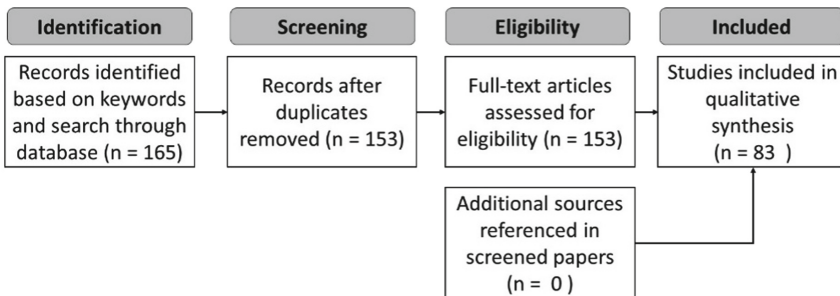 Identification
Screening
Eligibility
Included
Records identified
based on keywords
and search through
database (n = 165)
Records after
duplicates
removed (n = 153)
Full-text articles
assessed for
eligibility (n = 153)
Studies included in
qualitative
synthesis
(n = 83 )
Additional sources
referenced in
screened papers
(n = 0 )